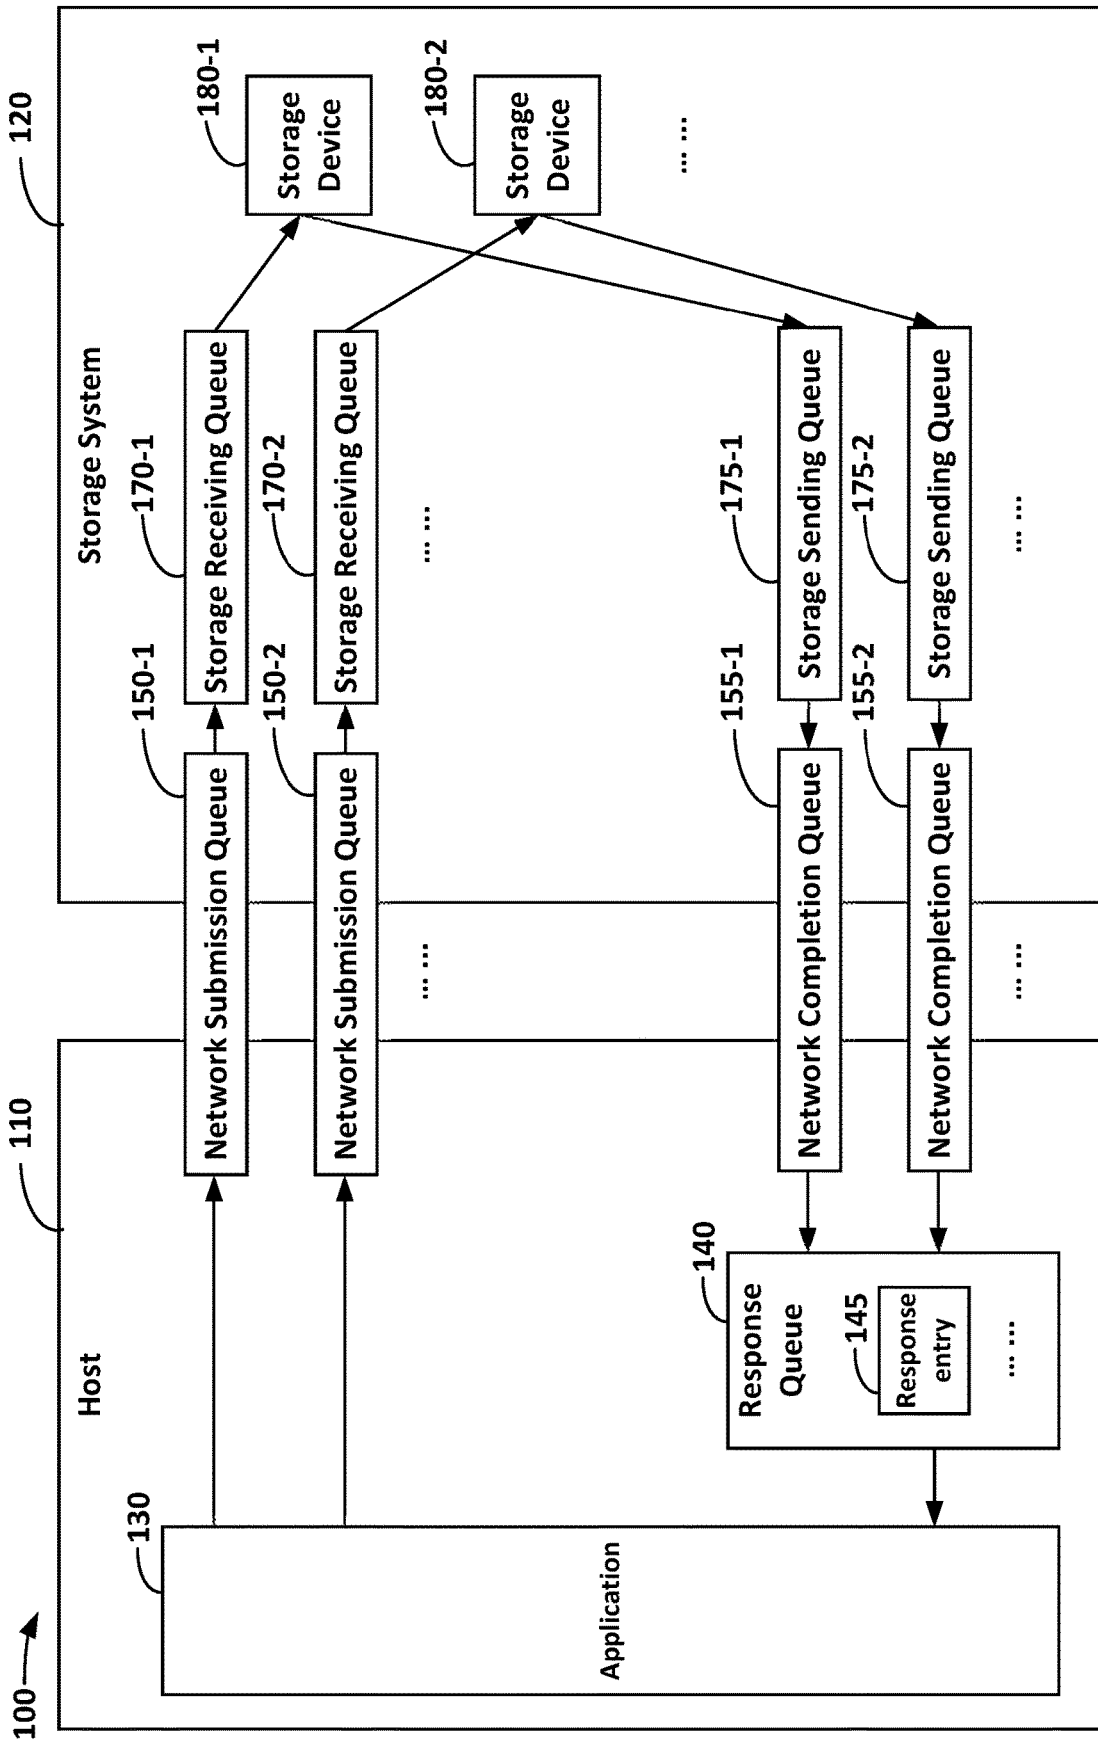 100
110
120
Host
Storage System
130
Application
Network Submission Queue
150-1
Storage Receiving Queue
170-1
Storage
Device
180-1
Network Submission Queue
150-2
Storage Receiving Queue
170-2
Storage
Device
180-2
... ...
... ...
... ...
Response
Queue
140
Response
entry
145
... ...
Network Completion Queue
155-1
Storage Sending Queue
175-1
Network Completion Queue
155-2
Storage Sending Queue
175-2
... ...
... ...